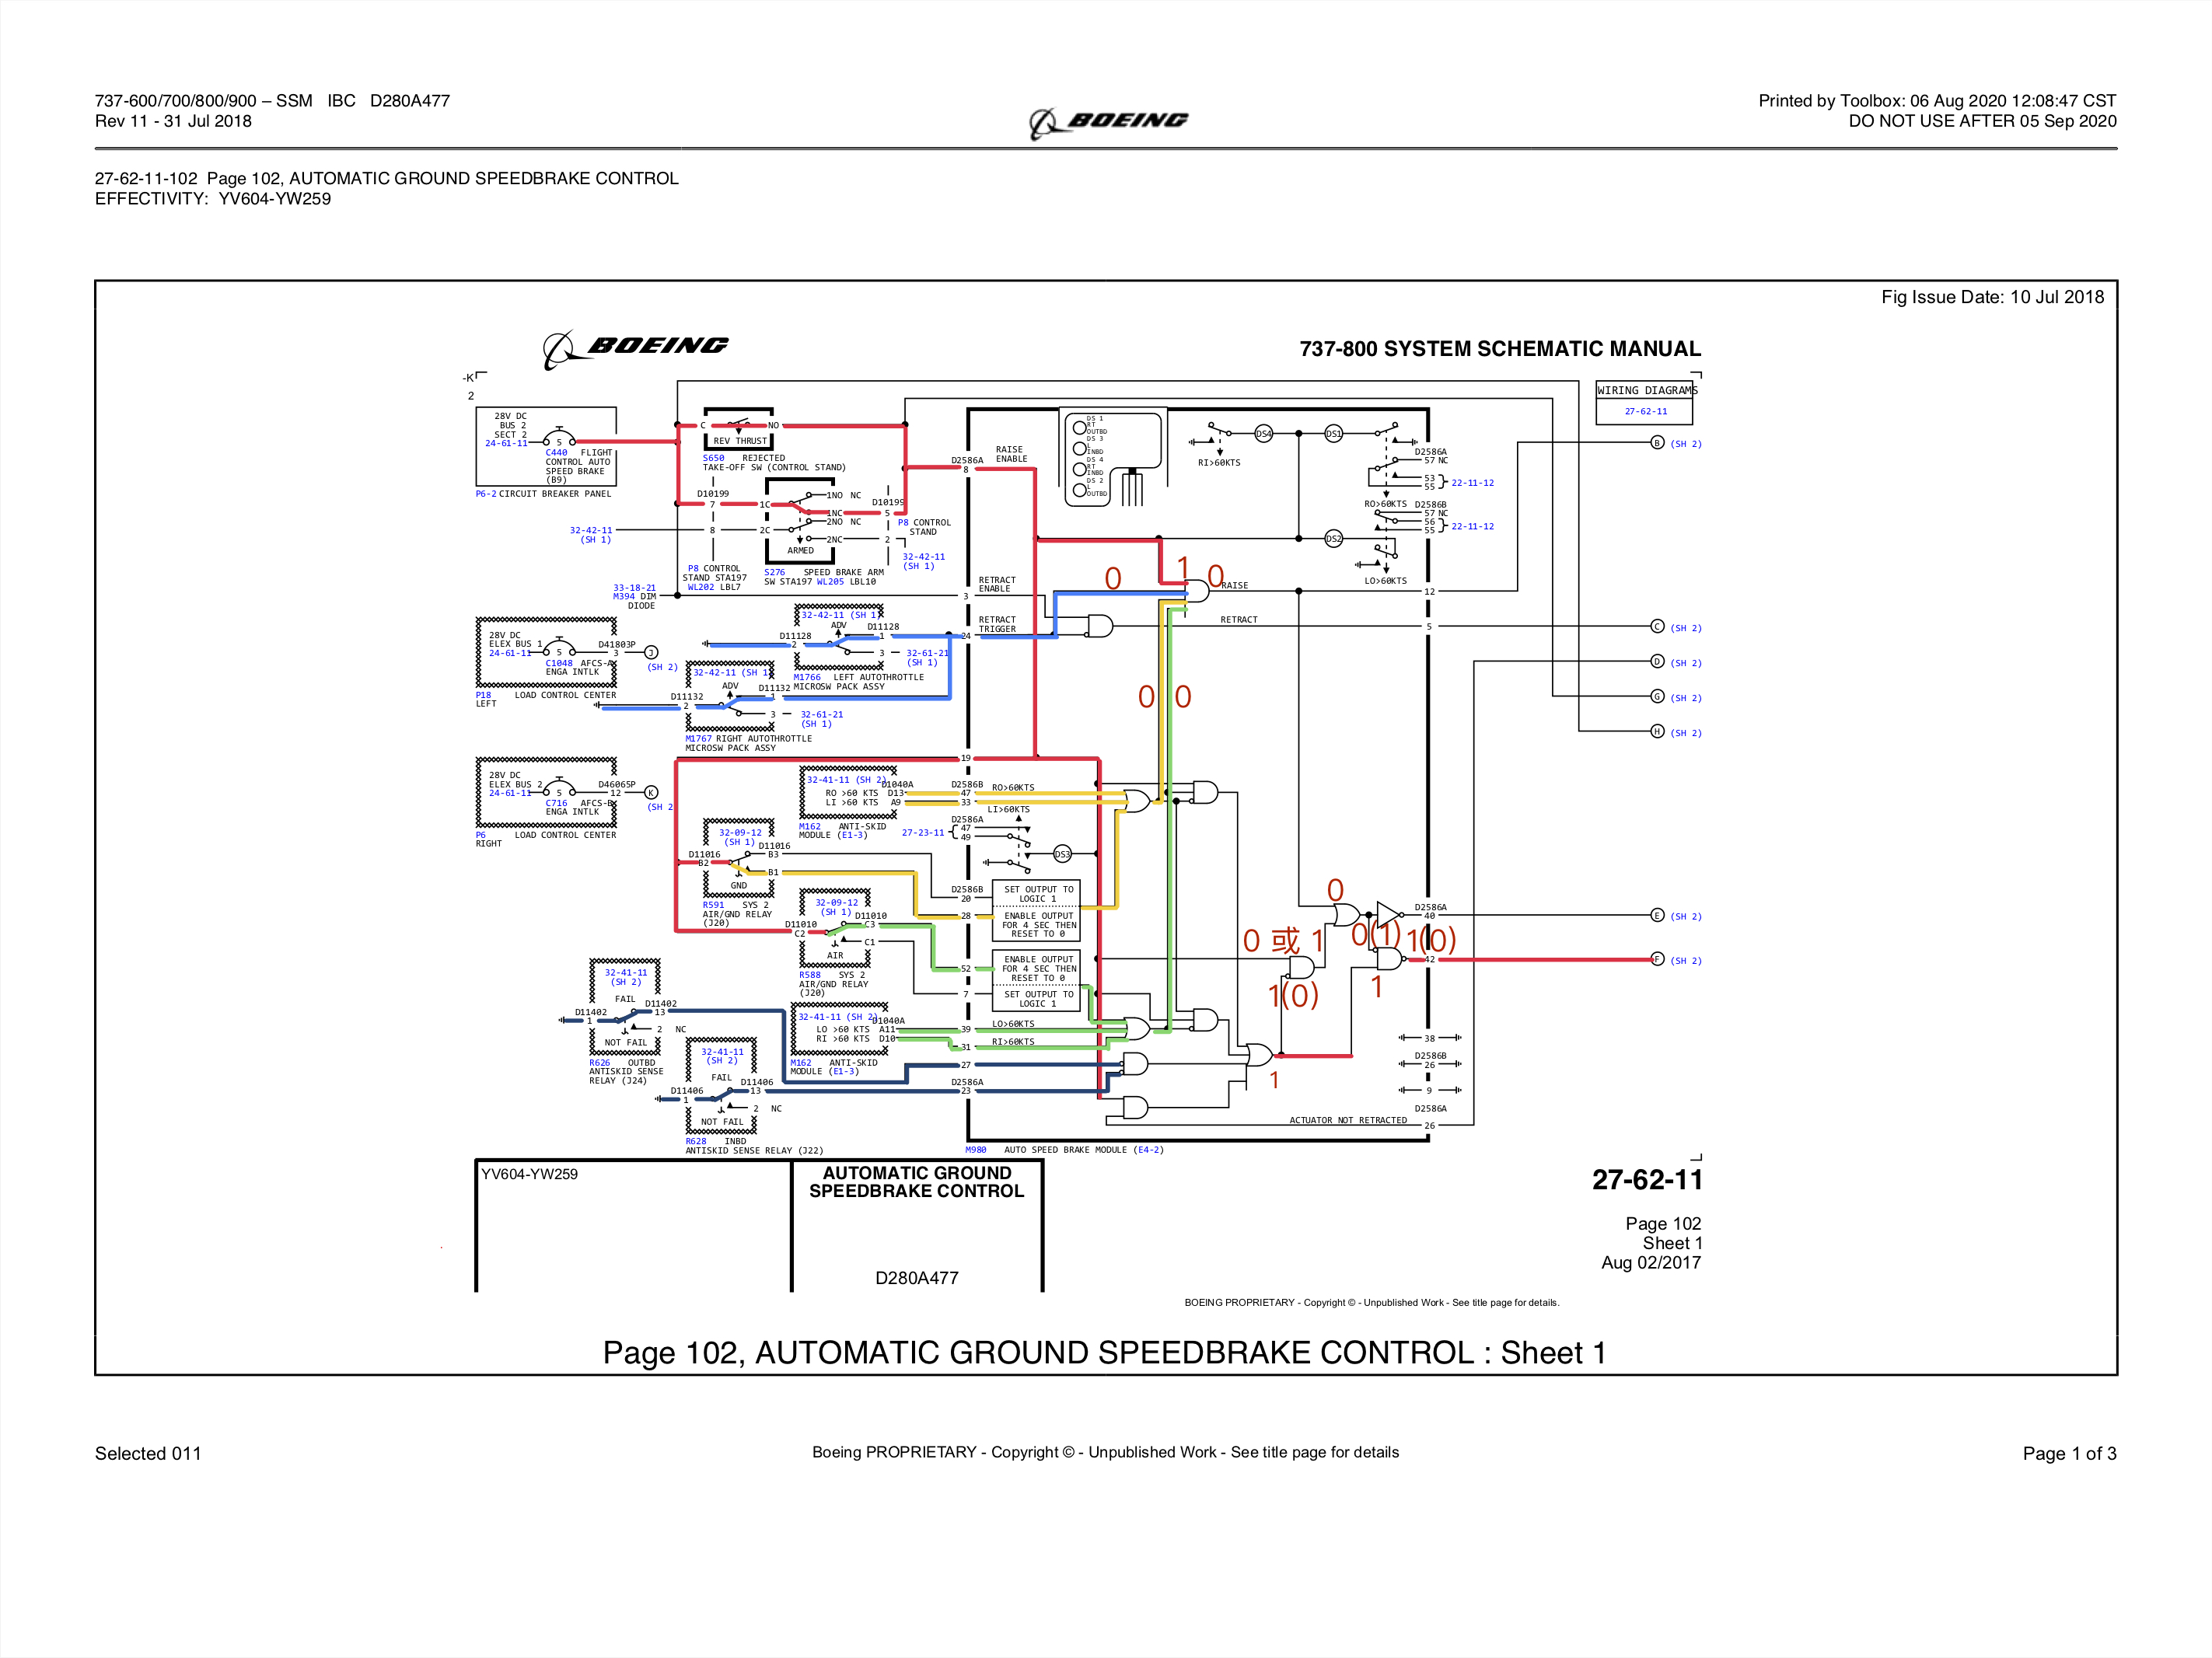 737-600/700/800/900 – SSM IBC D280A477
Rev 11 - 31 Jul 2018
BOEING
Printed by Toolbox: 06 Aug 2020 12:08:47 CST
DO NOT USE AFTER 05 Sep 2020
27-62-11-102 Page 102, AUTOMATIC GROUND SPEEDBRAKE CONTROL
EFFECTIVITY: YV604-YW259
Fig Issue Date: 10 Jul 2018
BOEING
737-800 SYSTEM SCHEMATIC MANUAL
-K
2
28V DC
BUS 2
SECT 2
24-61-11
5
C440 FLIGHT
CONTROL AUTO
SPEED BRAKE
(B9)
P6-2 CIRCUIT BREAKER PANEL
C
NO
REV THRUST
S650 REJECTED
TAKE-OFF SW (CONTROL STAND)
D10199
7
1C
1NO NC
1NC
2NO NC
D10199
5
32-42-11
(SH 1)
8
2C
2NC
2
ARMED
P8 CONTROL
STAND
32-42-11
(SH 1)
P8 CONTROL
STAND STA197
WL202 LBL7
S276 SPEED BRAKE ARM
SW STA197 WL205 LBL10
33-18-21
M394 DIM
DIODE
D2586A
8
RAISE
ENABLE
3
RETRACT
ENABLE
24
RETRACT
TRIGGER
DS 1
RT
OUTBD
DS 3
L
INBD
DS 4
RT
INBD
DS 2
L
OUTBD
RI>60KTS
DS4
DS1
D2586A
57 NC
53
55
22-11-12
RO>60KTS D2586B
57 NC
56
55
22-11-12
DS2
LO>60KTS
WIRING DIAGRAMS
27-62-11
B (SH 2)
0
1
0
RAISE
12
RETRACT
5
C (SH 2)
D (SH 2)
G (SH 2)
H (SH 2)
28V DC
ELEX BUS 1
24-61-11
5
D41803P
3
J
(SH 2)
C1048 AFCS-A
ENGA INTLK
P18
LEFT
LOAD CONTROL CENTER
32-42-11 (SH 1)
ADV
D11128
2
D11128
1
3
32-61-21
(SH 1)
M1766 LEFT AUTOTHROTTLE
MICROSW PACK ASSY
32-42-11 (SH 1)
ADV
D11132
2
D11132
1
3
32-61-21
(SH 1)
M1767 RIGHT AUTOTHROTTLE
MICROSW PACK ASSY
0 0
28V DC
ELEX BUS 2
24-61-11
5
D46065P
12
K
(SH 2
C716 AFCS-B
ENGA INTLK
P6
RIGHT
LOAD CONTROL CENTER
19
32-41-11 (SH 2)
D1040A
RO >60 KTS D13
LI >60 KTS A9
M162 ANTI-SKID
MODULE (E1-3)
D2586B
47
33
RO>60KTS
LI>60KTS
27-23-11
D2586A
47
49
DS3
32-09-12
(SH 1)
D11016
B2
D11016
B3
B1
GND
R591 SYS 2
AIR/GND RELAY
(J20)
32-09-12
(SH 1)
D11010
C2
D11010
C3
C1
AIR
R588 SYS 2
AIR/GND RELAY
(J20)
D2586B
20
28
SET OUTPUT TO
LOGIC 1
ENABLE OUTPUT
FOR 4 SEC THEN
RESET TO 0
52
7
ENABLE OUTPUT
FOR 4 SEC THEN
RESET TO 0
SET OUTPUT TO
LOGIC 1
0
0 或 1
0(1)
1(0)
1(0)
1
D2586A
40
E (SH 2)
42
F (SH 2)
32-41-11
(SH 2)
FAIL
D11402
1
D11402
13
2 NC
NOT FAIL
R626 OUTBD
ANTISKID SENSE
RELAY (J24)
32-41-11 (SH 2)
D1040A
LO >60 KTS A11
RI >60 KTS D10
M162 ANTI-SKID
MODULE (E1-3)
39
31
27
LO>60KTS
RI>60KTS
32-41-11
(SH 2)
FAIL
D11406
1
D11406
13
2 NC
NOT FAIL
R628 INBD
ANTISKID SENSE RELAY (J22)
D2586A
23
1
38
D2586B
26
9
D2586A
ACTUATOR NOT RETRACTED
26
M980 AUTO SPEED BRAKE MODULE (E4-2)
YV604-YW259
AUTOMATIC GROUND
SPEEDBRAKE CONTROL
D280A477
27-62-11
Page 102
Sheet 1
Aug 02/2017
BOEING PROPRIETARY - Copyright © - Unpublished Work - See title page for details.
Page 102, AUTOMATIC GROUND SPEEDBRAKE CONTROL : Sheet 1
Selected 011
Boeing PROPRIETARY - Copyright © - Unpublished Work - See title page for details
Page 1 of 3